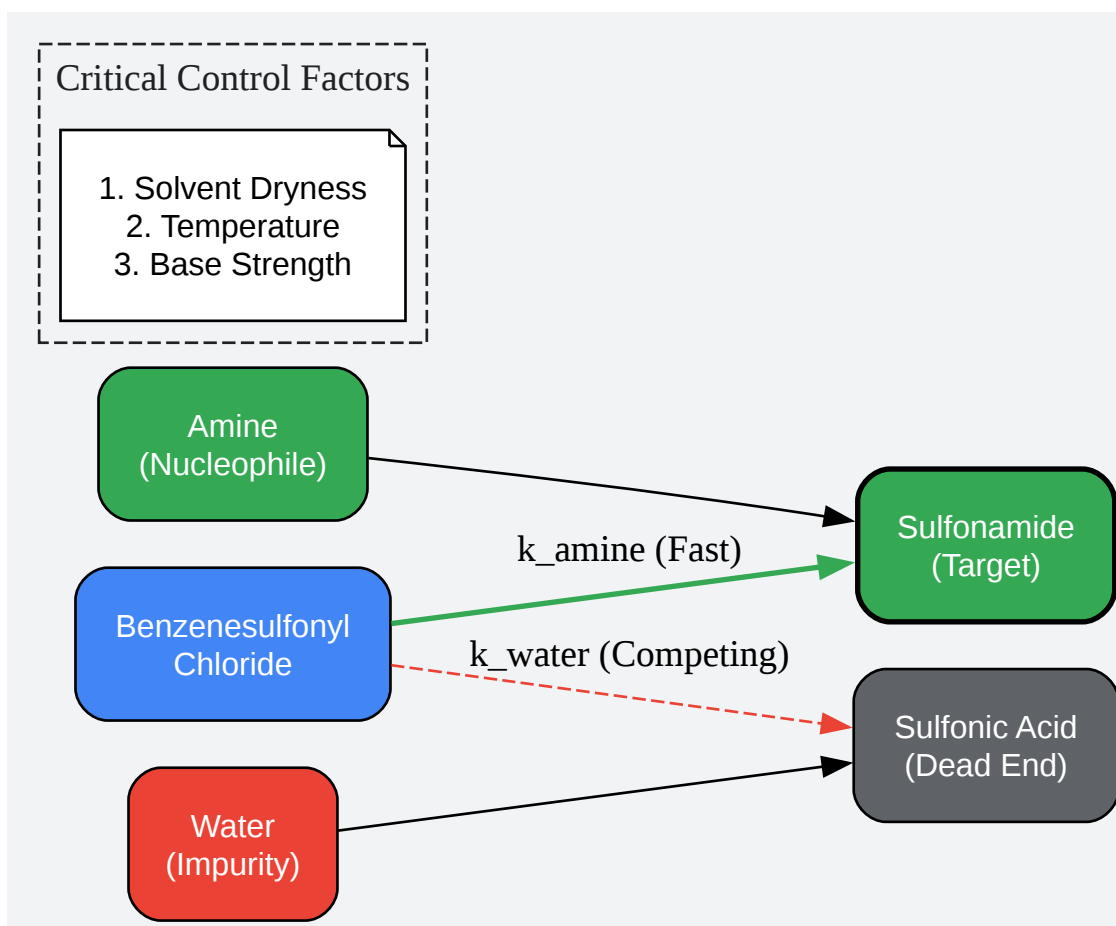 Critical Control Factors
1. Solvent Dryness
2. Temperature
3. Base Strength
Amine
(Nucleophile)
k_amine (Fast)
Sulfonamide
(Target)
Benzenesulfonyl
Chloride
k_water (Competing)
Sulfonic Acid
(Dead End)
Water
(Impurity)